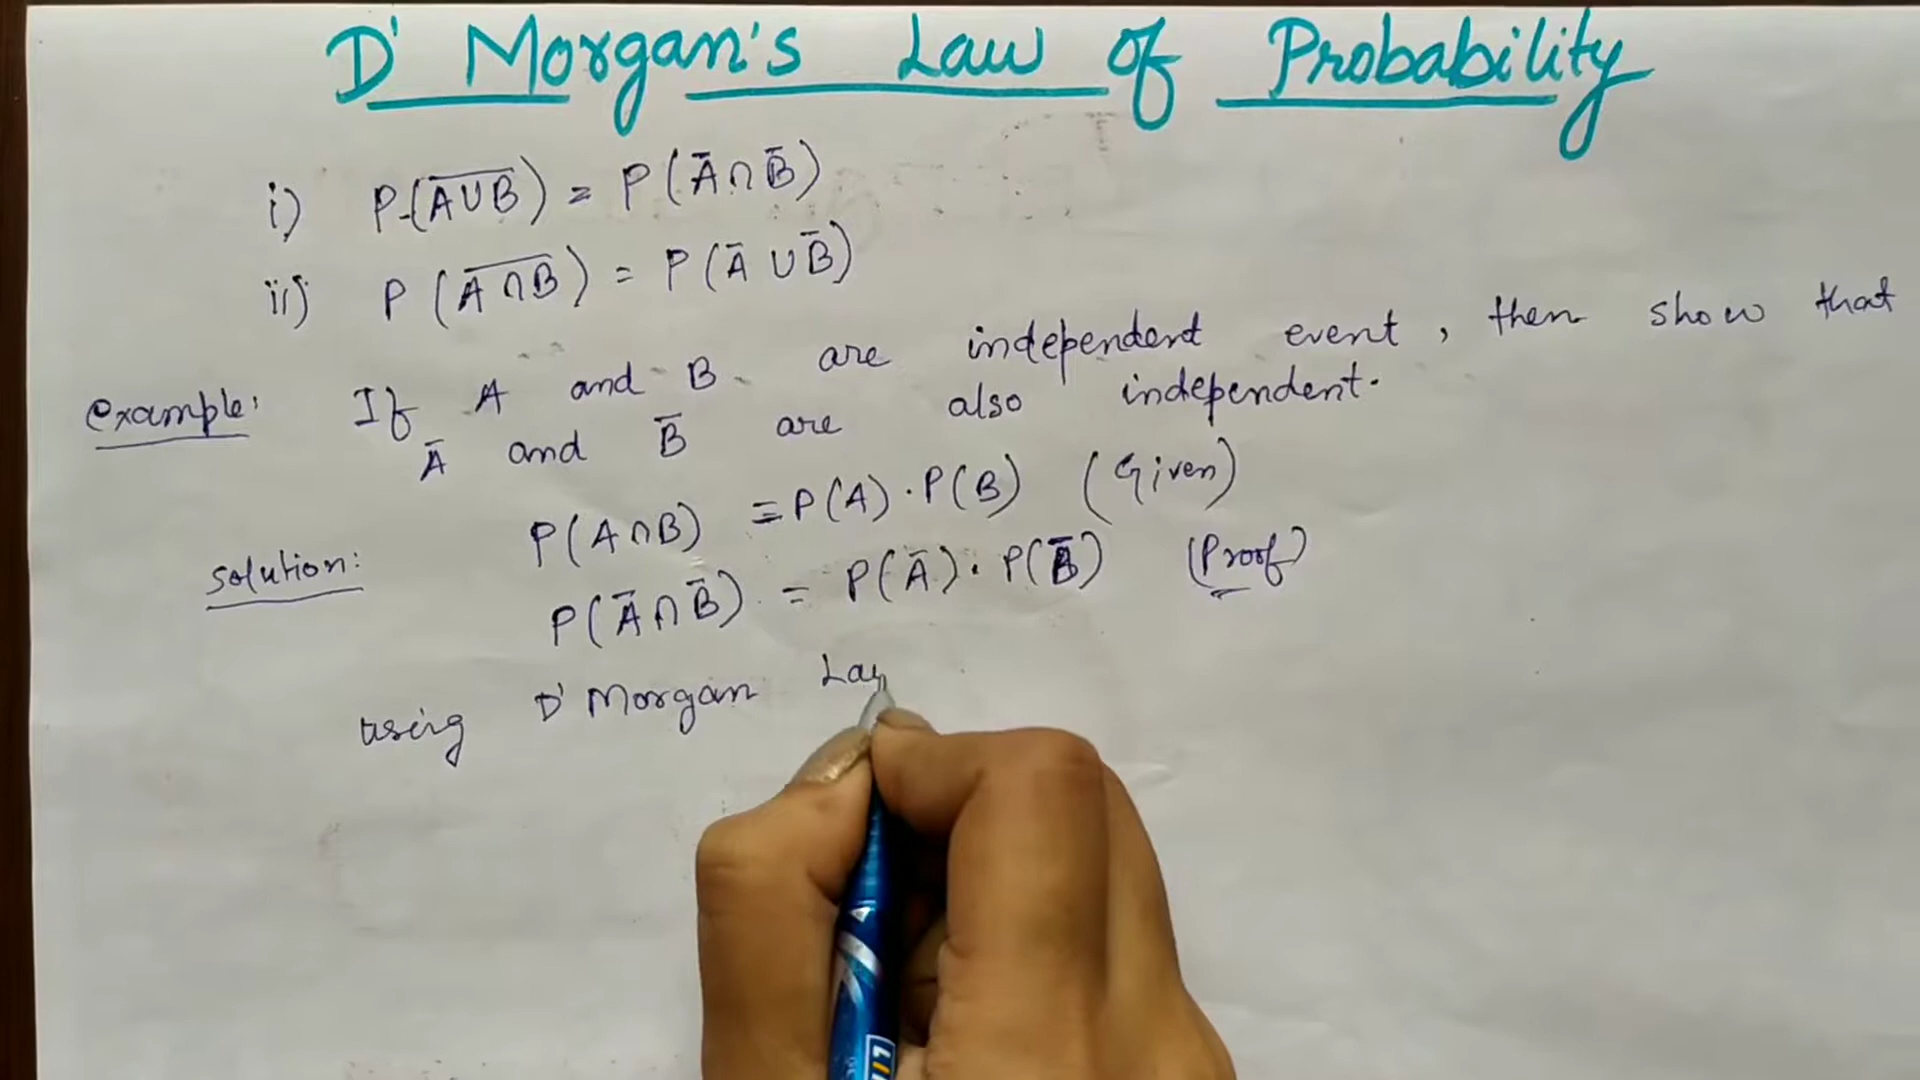 D' Morgan's Law of Probability
i) P(A̅U̅B̅) = P(A̅ ∩ B̅)
ii) P(A̅∩̅B̅) = P(A̅ ∪ B̅)
example: If A and B are independent event, then show that
A̅ and B̅ are also independent.
solution: P(A∩B) = P(A)·P(B) (Given)
P(A̅∩B̅) = P(A̅)·P(B̅) (Proof)
using D' Morgan Law